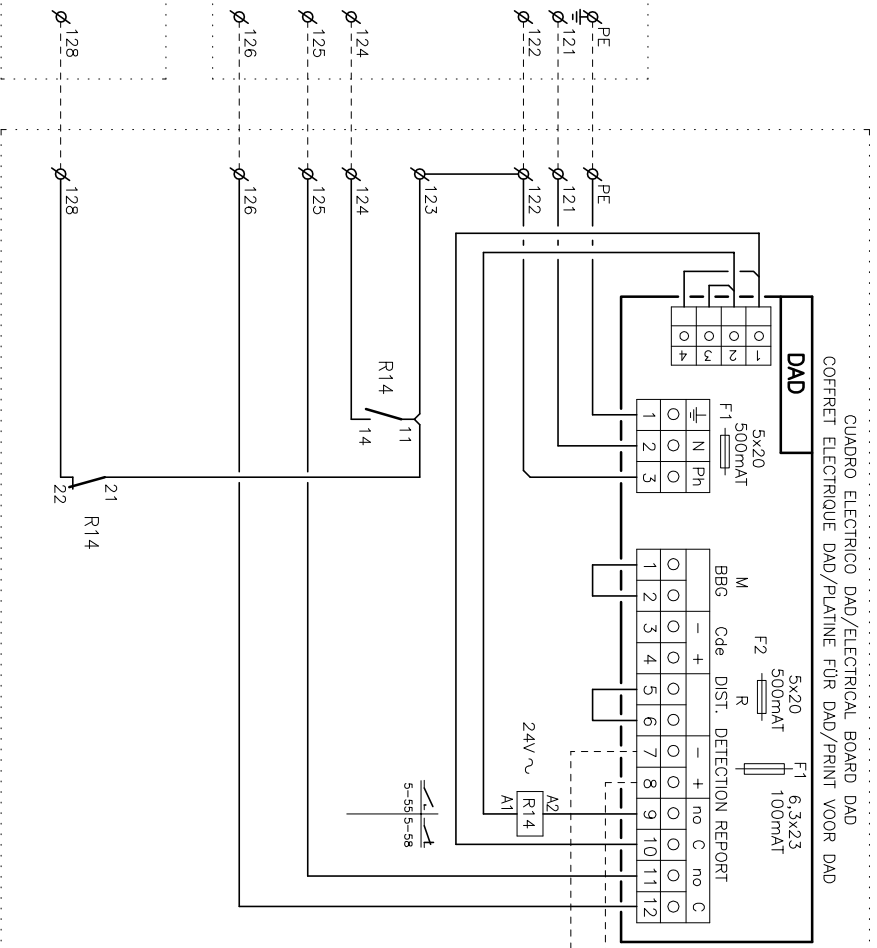 CUADRO ELECTRICO DAD/ELECTRICAL BOARD DAD
COFFRET ELECTRIQUE DAD/PLATINE FÜR DAD/PRINT VOOR DAD
DAD
1
2
3
4
F1
5x20
500mAT
⏚ N Ph
1 2 3
F2
5x20
500mAT
F1
6,3x23
100mAT
M
R
BBG Cde DIST. DETECTION REPORT
- + - + no C no C
1 2 3 4 5 6 7 8 9 10 11 12
24V ~
A1 R14 A2
5-55 5-58
R14
11
14
21
22
R14
PE
121
122
123
124
125
126
128
PE
121
122
124
125
126
128